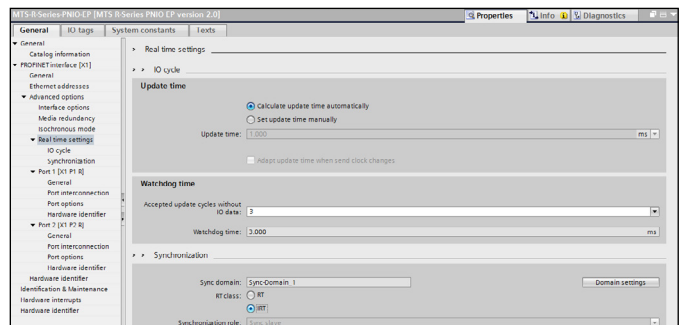 MTS-R-Series-PNIO-EP [MTS R-Series PNIO EP version 2.0]
Properties
Info
Diagnostics
General
IO tags
System constants
Texts
General
Catalog information
PROFINET interface [X1]
General
Ethernet addresses
Advanced options
Interface options
Media redundancy
Isochronous mode
Real time settings
IO cycle
Synchronization
Port 1 [X1 P1 R]
General
Port interconnection
Port options
Hardware identifier
Port 2 [X1 P2 R]
General
Port interconnection
Port options
Hardware identifier
Hardware identifier
Identification & Maintenance
Hardware interrupts
Hardware identifier
Real time settings
IO cycle
Update time
Calculate update time automatically
Set update time manually
Update time: 1.000 ms
Adapt update time when send clock changes
Watchdog time
Accepted update cycles without
IO data: 3
Watchdog time: 3.000 ms
Synchronization
Sync domain: Sync-Domain_1 Domain settings
RT class: RT
IRT
Synchronization role: Sync slave